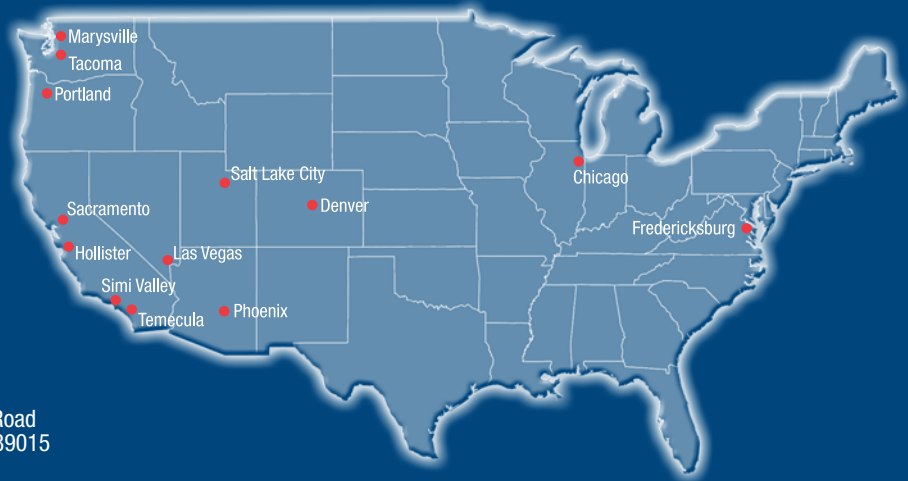 Marysville
Tacoma
Portland
Salt Lake City
Denver
Chicago
Sacramento
Fredericksburg
Hollister
Las Vegas
Simi Valley
Temecula
Phoenix
Road
89015